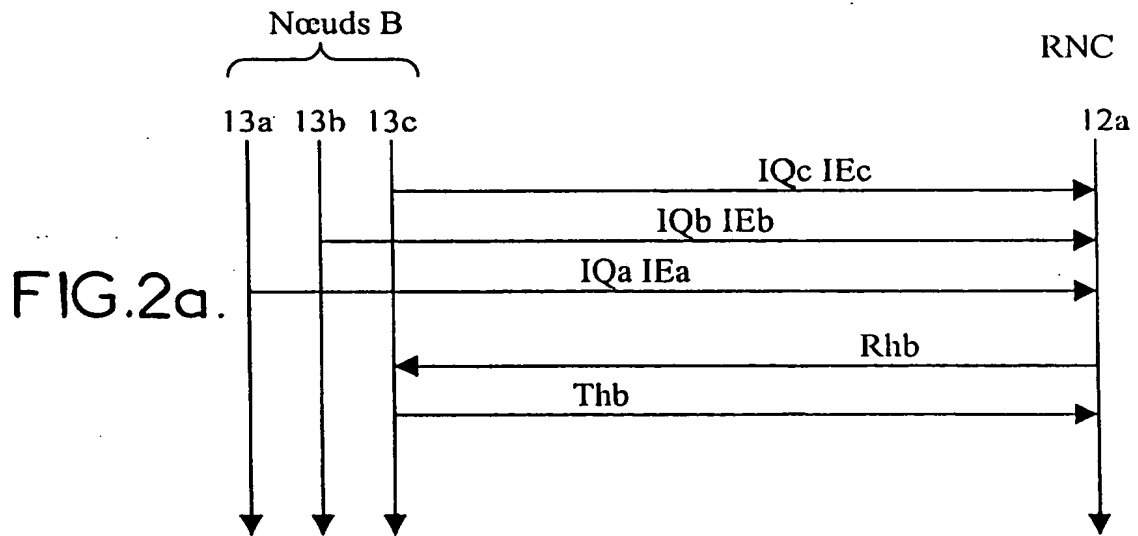 Nœuds B
RNC
13a 13b 13c
12a
IQc IEc
IQb IEb
IQa IEa
FIG.2a.
Rhb
Thb